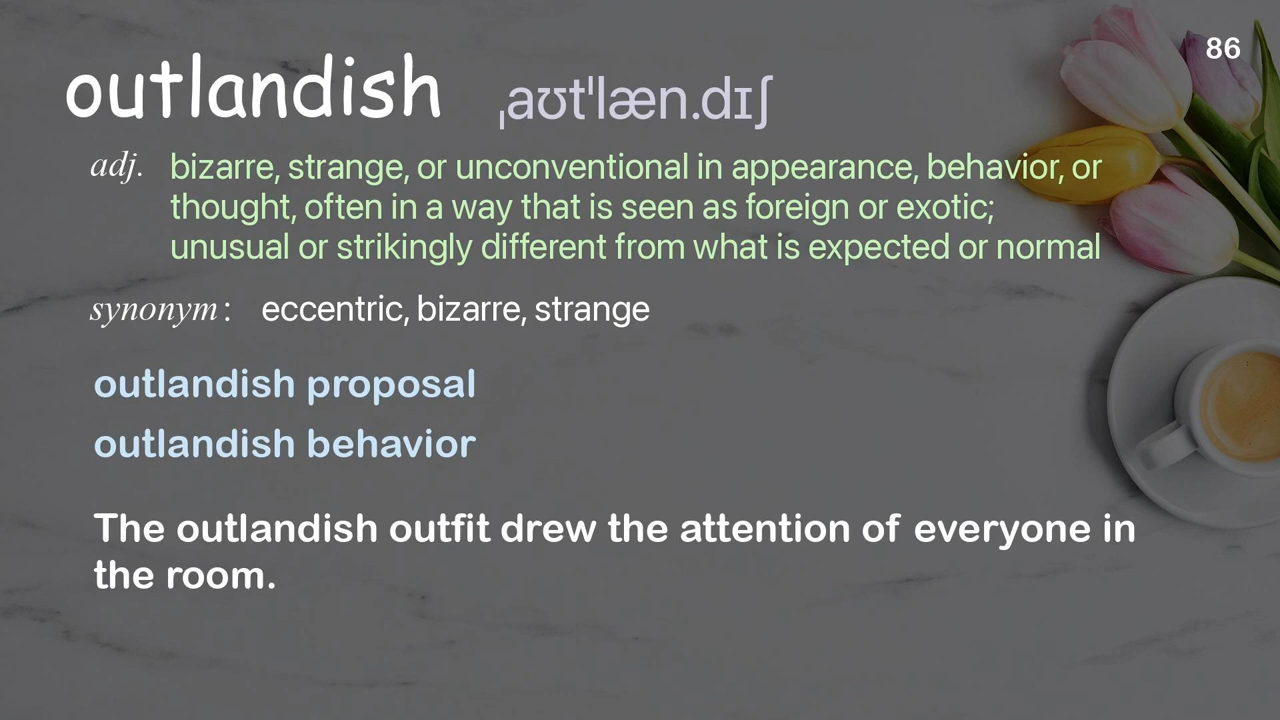 86
outlandish ˌaʊtˈlæn.dɪʃ
adj. bizarre, strange, or unconventional in appearance, behavior, or
thought, often in a way that is seen as foreign or exotic;
unusual or strikingly different from what is expected or normal
synonym: eccentric, bizarre, strange
outlandish proposal
outlandish behavior
The outlandish outfit drew the attention of everyone in
the room.